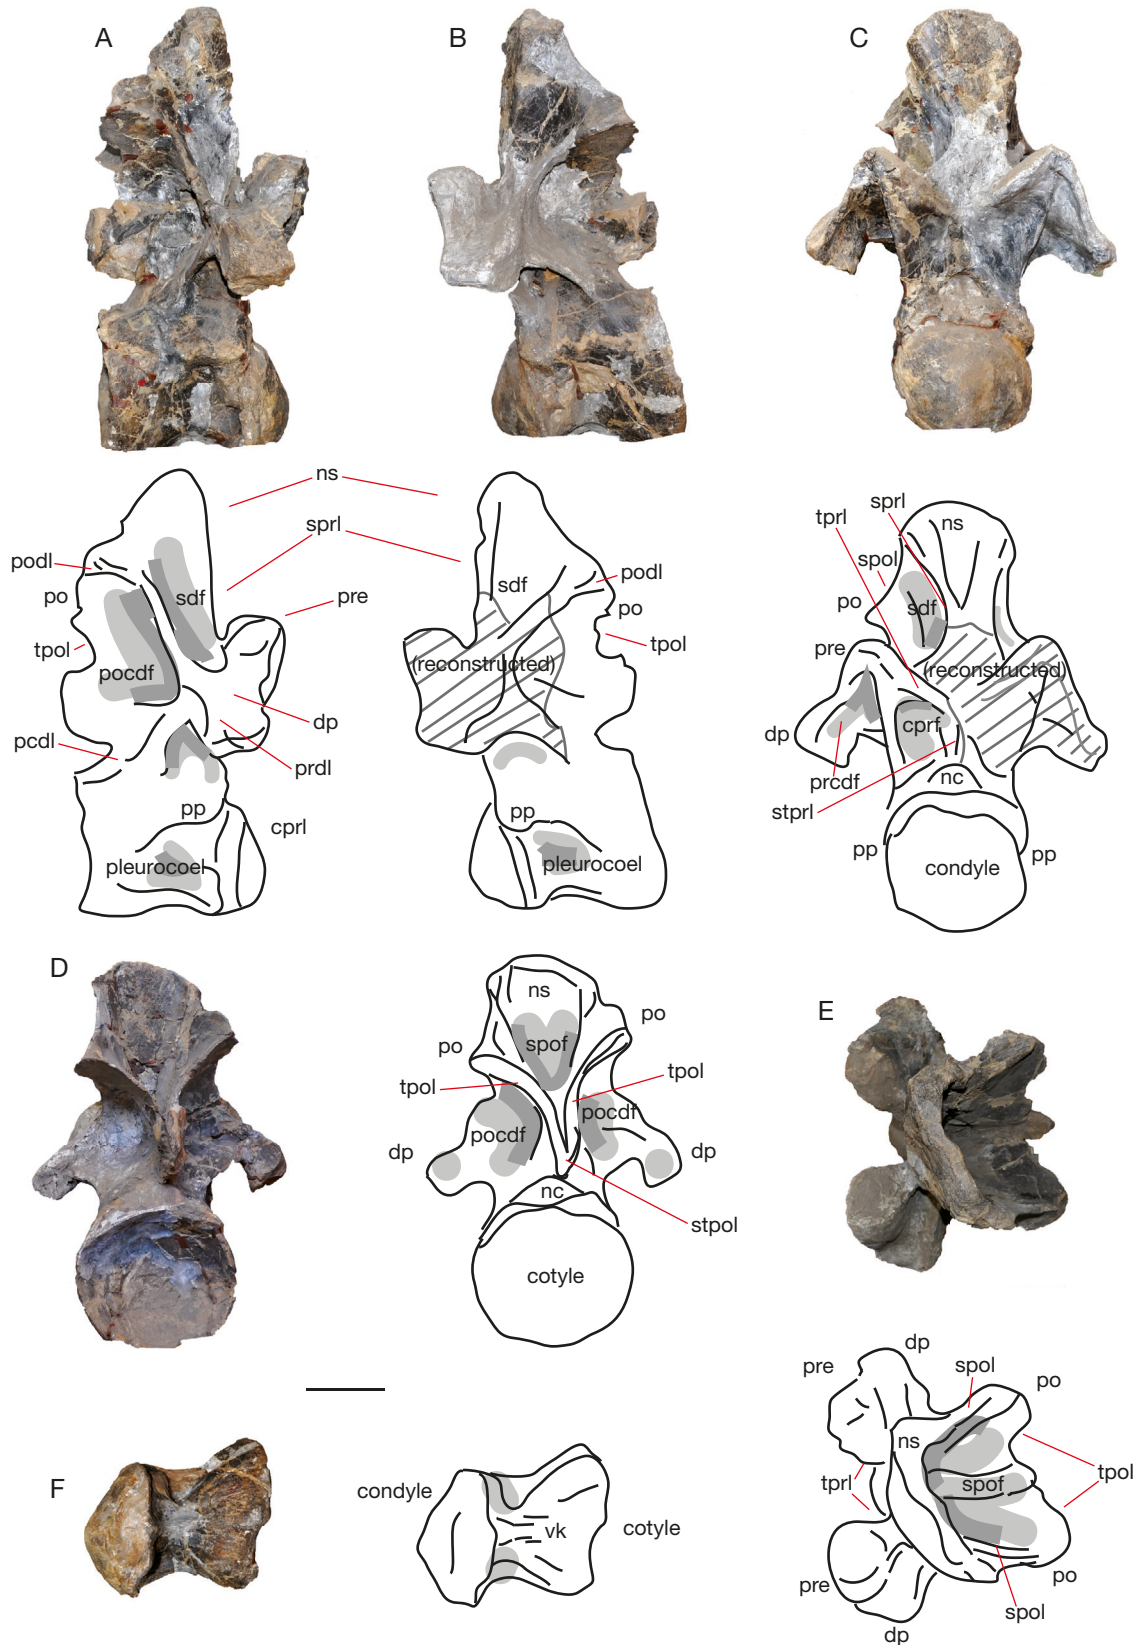 A
B
C
ns
sprl
podl
po
sdf
pre
tpol
pocdf
dp
pcdl
prdl
pp
cprl
pleurocoel
sdf
podl
po
tpol
(reconstructed)
pp
pleurocoel
sprl
tprl
ns
spol
po
sdf
pre
(reconstructed)
dp
cprf
prcdf
nc
stprl
pp
pp
condyle
D
ns
po
po
spof
tpol
tpol
pocdf
pocdf
dp
dp
nc
stpol
cotyle
E
dp
pre
spol
po
ns
tprl
spof
tpol
pre
po
spol
dp
F
condyle
vk
cotyle